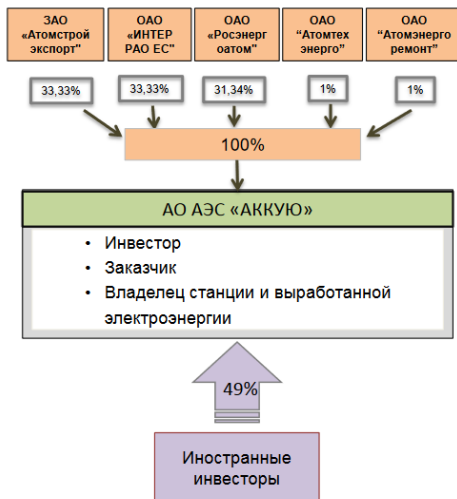 ЗАО
«Атомстрой
экспорт"
ОАО
«ИНТЕР
РАО ЕС"
ОАО
«Росэнерг
оатом"
ОАО
“Атомтех
энерго”
ОАО
“Атомэнерго
ремонт”
33,33%
33,33%
31,34%
1%
1%
100%
АО АЭС «АККУЮ»
• Инвестор
• Заказчик
• Владелец станции и выработанной
электроэнергии
49%
Иностранные
инвесторы